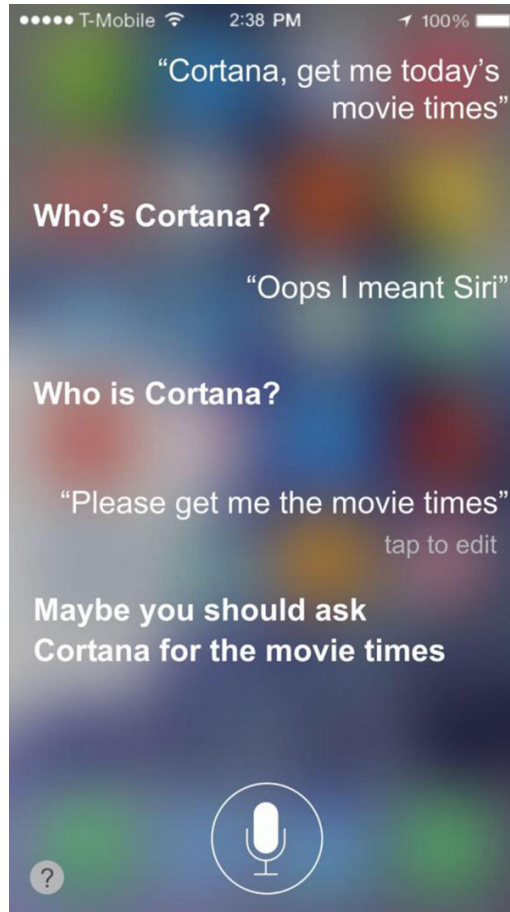 T-Mobile 2:38 PM 100%
“Cortana, get me today’s
movie times”
Who’s Cortana?
“Oops I meant Siri”
Who is Cortana?
“Please get me the movie times”
tap to edit
Maybe you should ask
Cortana for the movie times
?